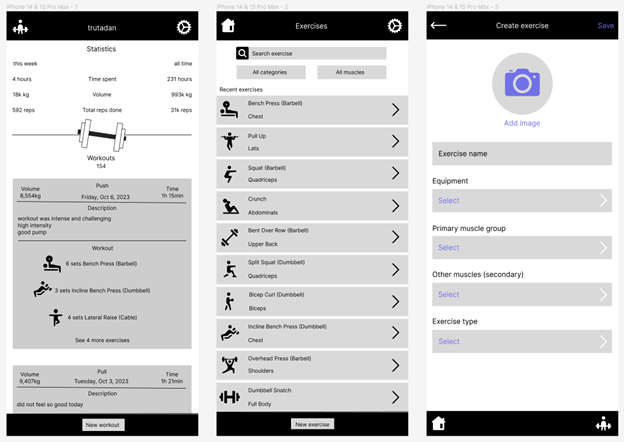 iPhone 14 & 15 Pro Max - 1
trutadan
Statistics
this week
all time
4 hours
Time spent
231 hours
18k kg
Volume
993k kg
592 reps
Total reps done
31k reps
Workouts
154
Push
Volume
8,554kg
Friday, Oct 6, 2023
Time
1h 15min
Description
workout was intense and challenging
high intensity
good pump
Workout
6 sets Bench Press (Barbell)
3 sets Incline Bench Press (Dumbbell)
4 sets Lateral Raise (Cable)
See 4 more exercises
Pull
Volume
9,407kg
Tuesday, Oct 3, 2023
Time
1h 21min
Description
did not feel so good today
New workout
iPhone 14 & 15 Pro Max - 2
Exercises
Search exercise
All categories
All muscles
Recent exercises
Bench Press (Barbell)
Chest
Pull Up
Lats
Squat (Barbell)
Quadriceps
Crunch
Abdominals
Bent Over Row (Barbell)
Upper Back
Split Squat (Dumbbell)
Quadriceps
Bicep Curl (Dumbbell)
Biceps
Incline Bench Press (Dumbbell)
Chest
Overhead Press (Barbell)
Shoulders
Dumbbell Snatch
Full Body
New exercise
iPhone 14 & 15 Pro Max - 3
Create exercise
Save
Add image
Exercise name
Equipment
Select
Primary muscle group
Select
Other muscles (secondary)
Select
Exercise type
Select